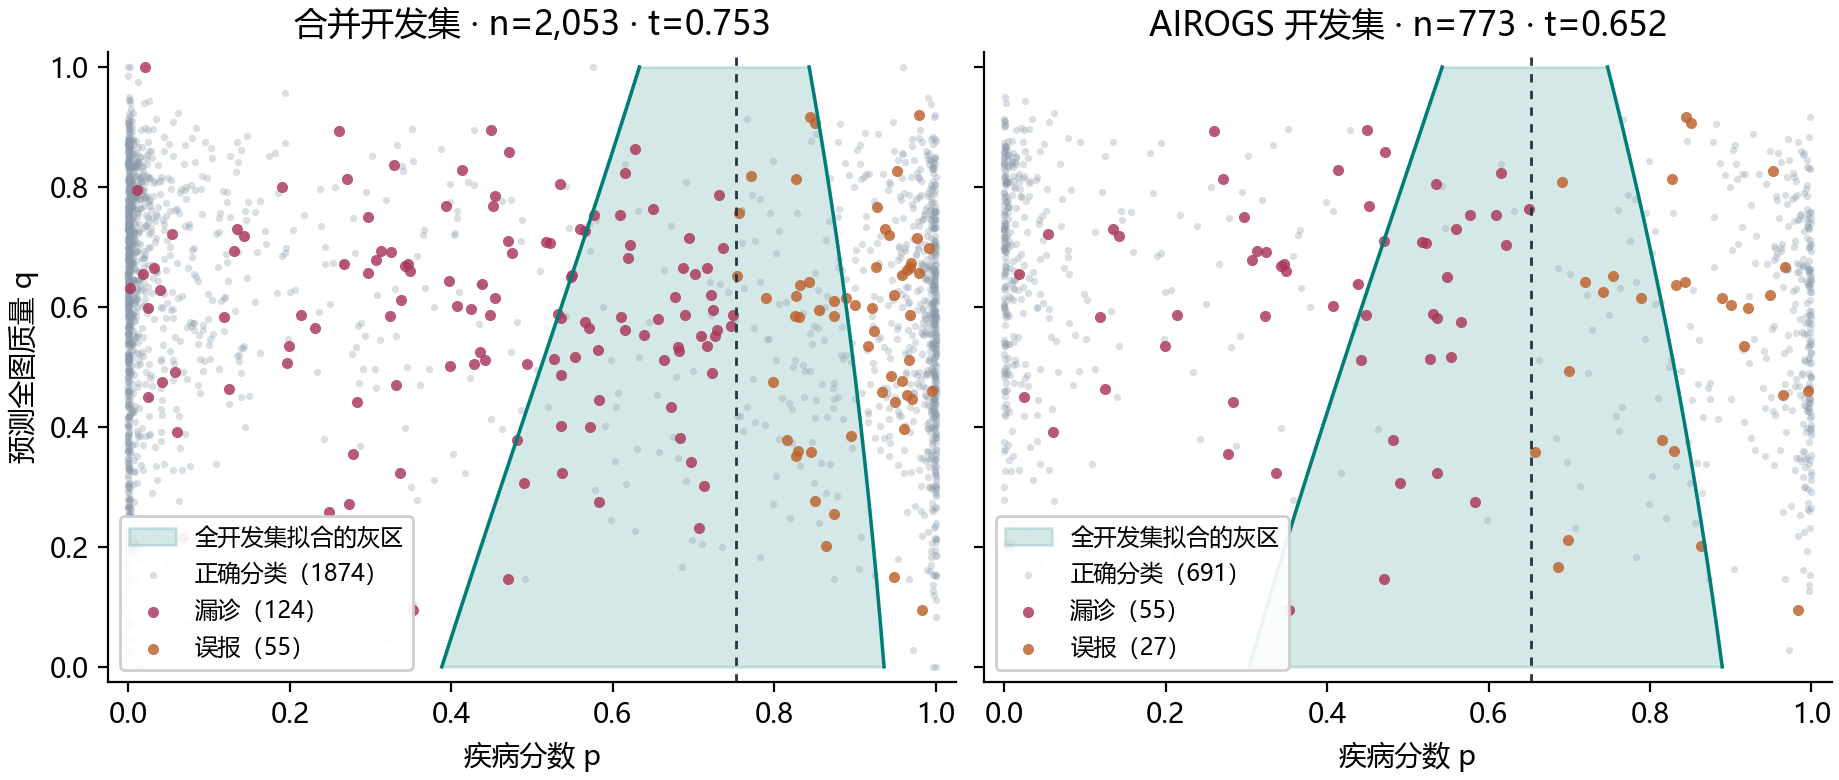 合并开发集 · n=2,053 · t=0.753
预测全图质量 q
1.0
0.8
0.6
0.4
0.2
0.0
全开发集拟合的灰区
正确分类（1874）
漏诊（124）
误报（55）
0.0 0.2 0.4 0.6 0.8 1.0
疾病分数 p
AIROGS 开发集 · n=773 · t=0.652
全开发集拟合的灰区
正确分类（691）
漏诊（55）
误报（27）
0.0 0.2 0.4 0.6 0.8 1.0
疾病分数 p